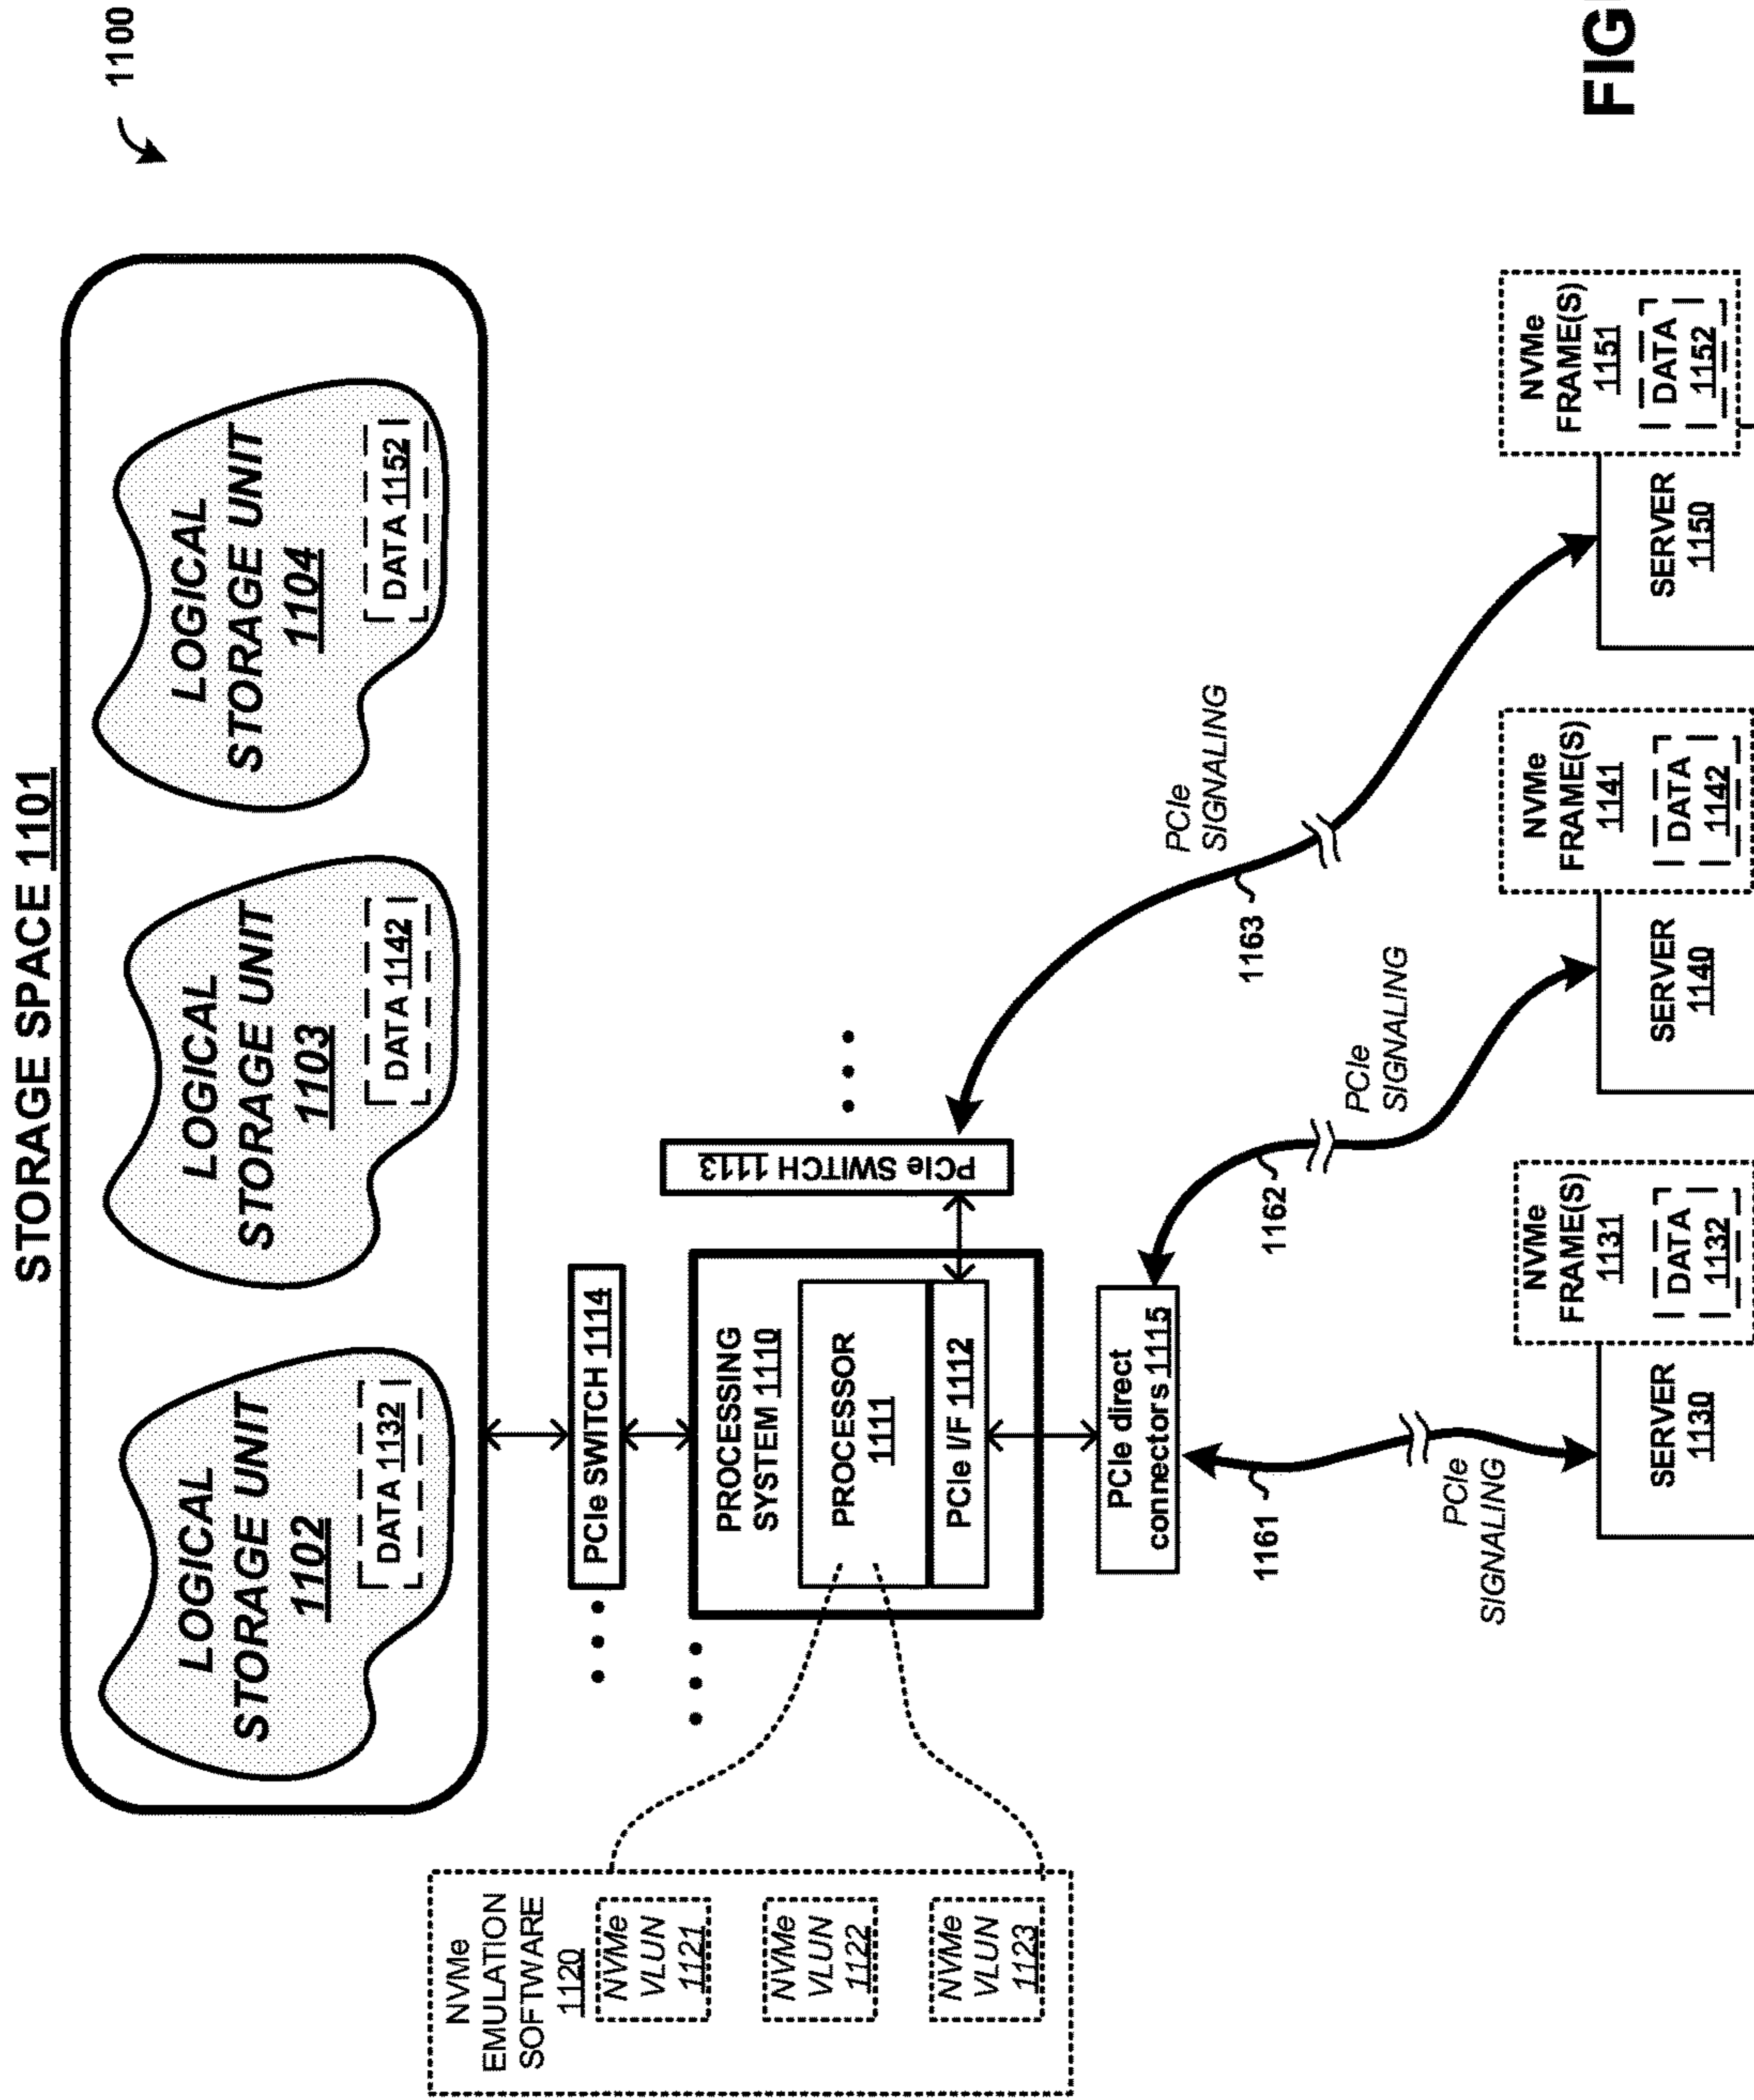 1100
STORAGE SPACE 1101
LOGICAL
STORAGE UNIT
1102
DATA 1132
LOGICAL
STORAGE UNIT
1103
DATA 1142
LOGICAL
STORAGE UNIT
1104
DATA 1152
PCIe SWITCH 1114
PROCESSING
SYSTEM 1110
PROCESSOR
1111
PCIe I/F 1112
PCIe SWITCH 1113
PCIe direct
connectors 1115
NVMe
EMULATION
SOFTWARE
1120
NVMe
VLUN
1121
NVMe
VLUN
1122
NVMe
VLUN
1123
1161
PCIe
SIGNALING
1162
PCIe
SIGNALING
1163
PCIe
SIGNALING
SERVER
1130
NVMe
FRAME(S)
1131
DATA
1132
SERVER
1140
NVMe
FRAME(S)
1141
DATA
1142
SERVER
1150
NVMe
FRAME(S)
1151
DATA
1152
FIG